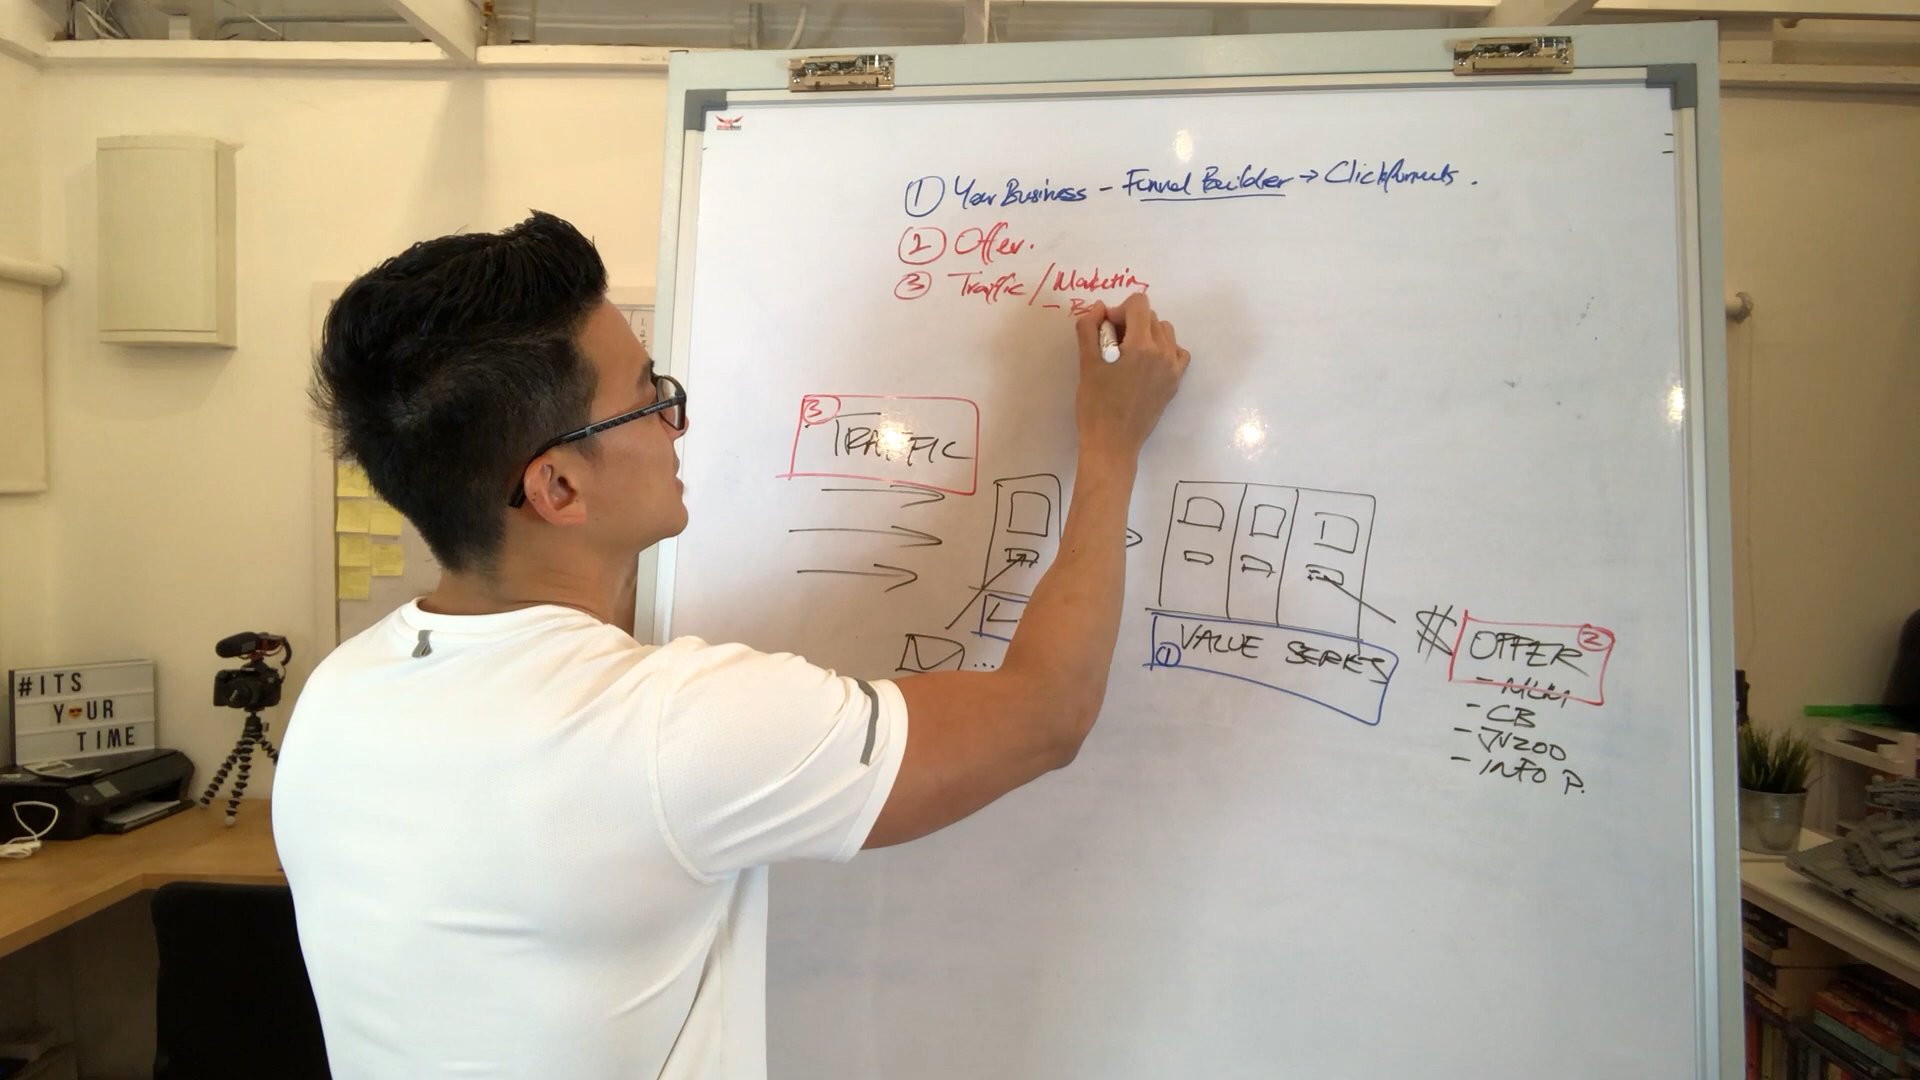 ① Your Business - Funnel Builder → Clickfunnels.
② Offer.
③ Traffic / Marketing
3
TRAFFIC
L
① VALUE SERIES
$
OFFER ②
- MLM
- CB
- JVZOO
- INFO P.
#ITS
YOUR
TIME